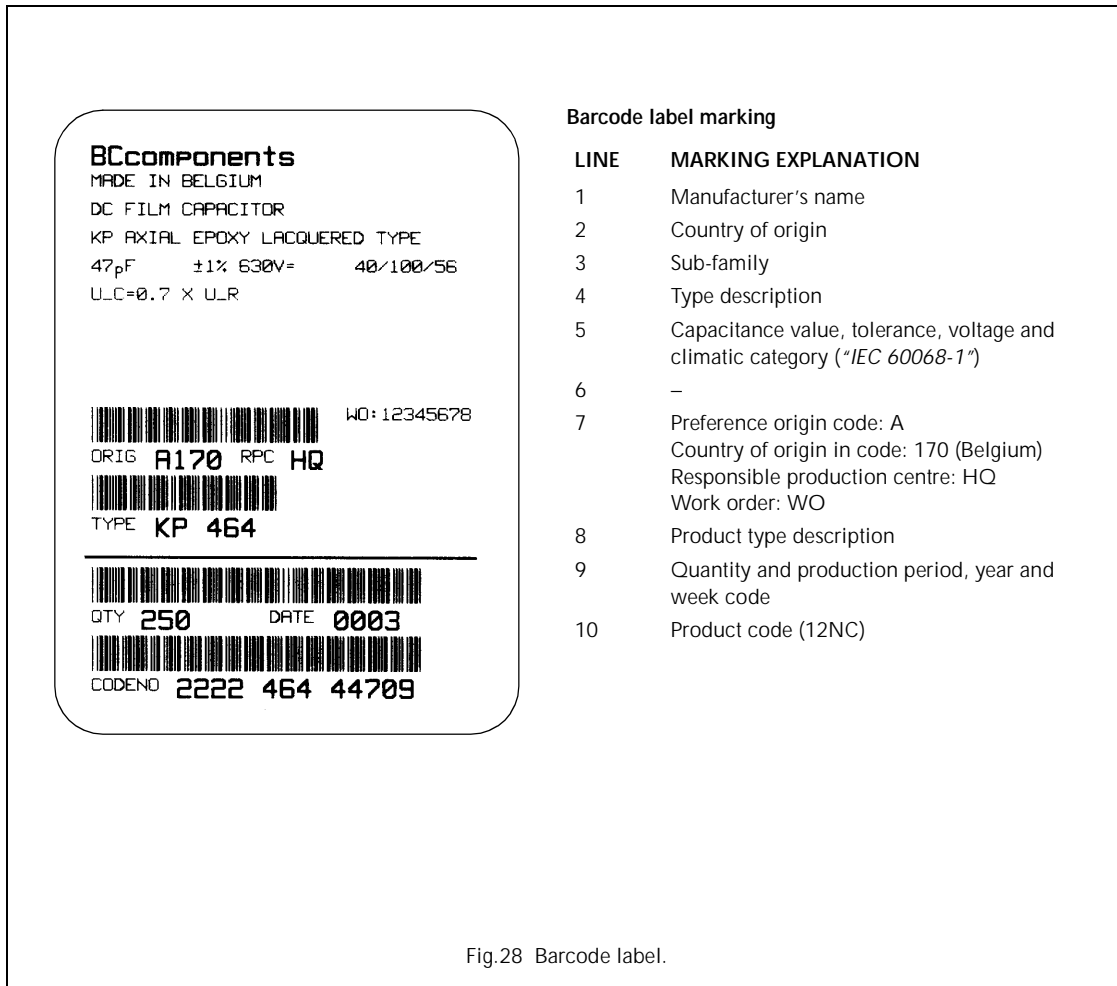 BCcomponents
MADE IN BELGIUM
DC FILM CAPACITOR
KP AXIAL EPOXY LACQUERED TYPE
47pF ±1% 630V= 40/100/56
U_C=0.7 X U_R
WO:12345678
ORIG A170 RPC HQ
TYPE KP 464
QTY 250 DATE 0003
CODENO 2222 464 44709
Barcode label marking
LINE MARKING EXPLANATION
1 Manufacturer’s name
2 Country of origin
3 Sub-family
4 Type description
5 Capacitance value, tolerance, voltage and
climatic category (“IEC 60068-1”)
6 –
7 Preference origin code: A
Country of origin in code: 170 (Belgium)
Responsible production centre: HQ
Work order: WO
8 Product type description
9 Quantity and production period, year and
week code
10 Product code (12NC)
Fig.28 Barcode label.